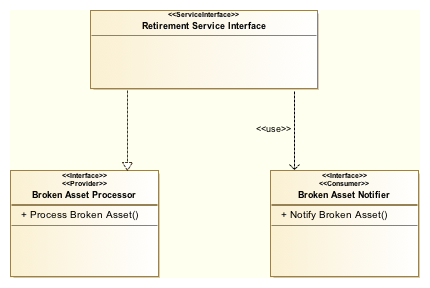 <<ServiceInterface>>
Retirement Service Interface
<<use>>
<<Interface>>
<<Provider>>
Broken Asset Processor
+ Process Broken Asset()
<<Interface>>
<<Consumer>>
Broken Asset Notifier
+ Notify Broken Asset()